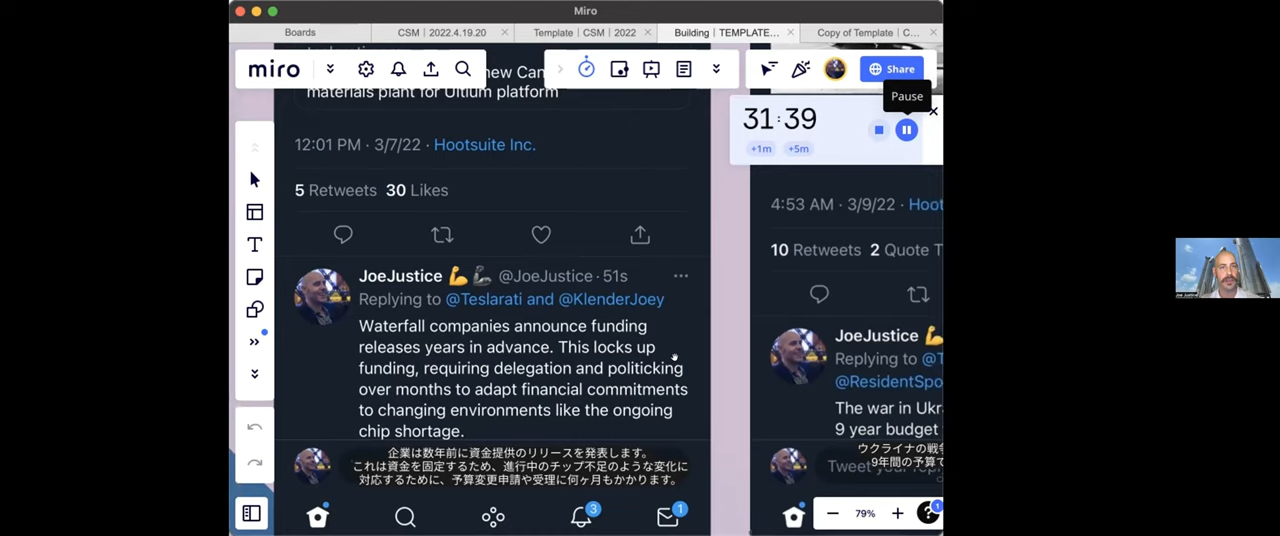 Miro
Boards
CSM | 2022.4.19.20
Template | CSM | 2022
Building | TEMPLATE...
Copy of Template | C...
miro
Share
Pause
new Can
materials plant for Ultium platform
31:39
+1m
+5m
12:01 PM · 3/7/22 · Hootsuite Inc.
5 Retweets 30 Likes
JoeJustice 💪🦾 @JoeJustice · 51s
Replying to @Teslarati and @KlenderJoey
Waterfall companies announce funding
releases years in advance. This locks up
funding, requiring delegation and politicking
over months to adapt financial commitments
to changing environments like the ongoing
chip shortage.
企業は数年前に資金提供のリリースを発表します。
これは資金を固定するため、進行中のチップ不足のような変化に
対応するために、予算変更申請や受理に何ヶ月もかかります。
3
1
4:53 AM · 3/9/22 · Hoot
10 Retweets 2 Quote T
JoeJustice 💪
Replying to @T
@ResidentSpo
The war in Ukr
9 year budget
ウクライナの戦争
9年間の予算で
Tweet your rep
79%
?
1
Joe Justice